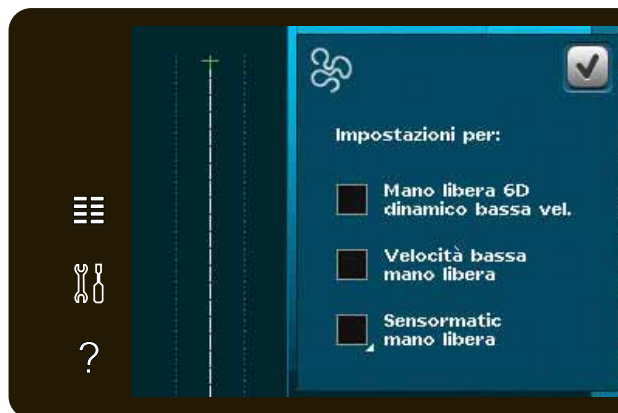 Impostazioni per:
Mano libera 6D
dinamico bassa vel.
Velocità bassa
mano libera
Sensormatic
mano libera
?